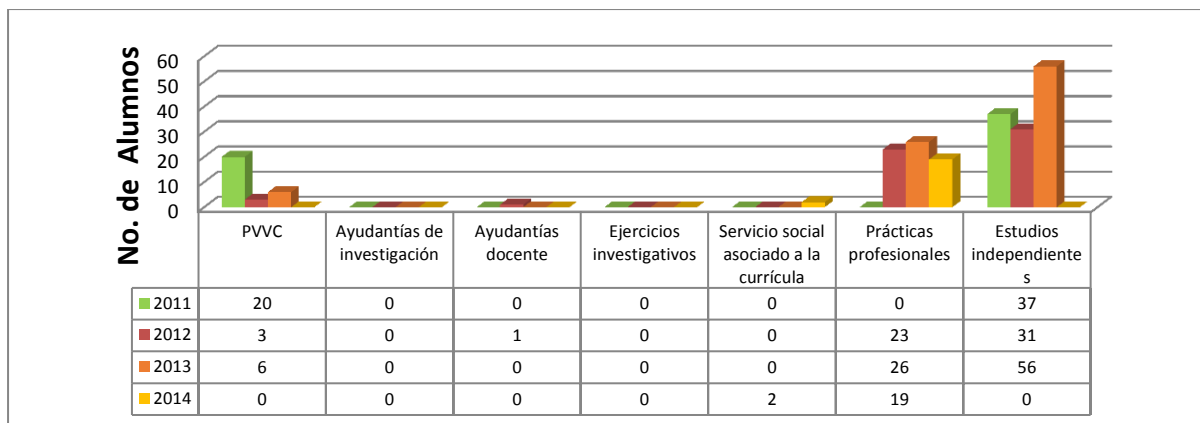 No. de Alumnos
60
50
40
30
20
10
0
PVVC
Ayudantías de
investigación
Ayudantías
docente
Ejercicios
investigativos
Servicio social
asociado a la
currícula
Prácticas
profesionales
Estudios
independiente
s
2011 20 0 0 0 0 0 37
2012 3 0 1 0 0 23 31
2013 6 0 0 0 0 26 56
2014 0 0 0 0 2 19 0